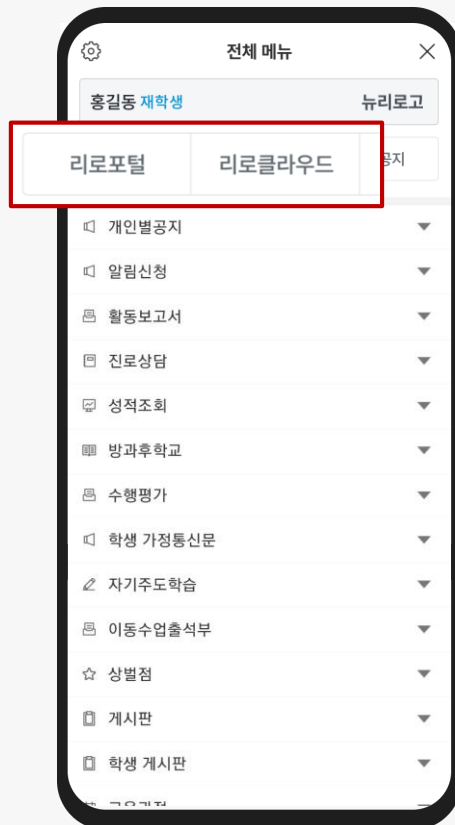 전체 메뉴
홍길동 재학생 뉴리로고
리로포털 리로클라우드 공지
개인별공지
알림신청
활동보고서
진로상담
성적조회
방과후학교
수행평가
학생 가정통신문
자기주도학습
이동수업출석부
상벌점
게시판
학생 게시판